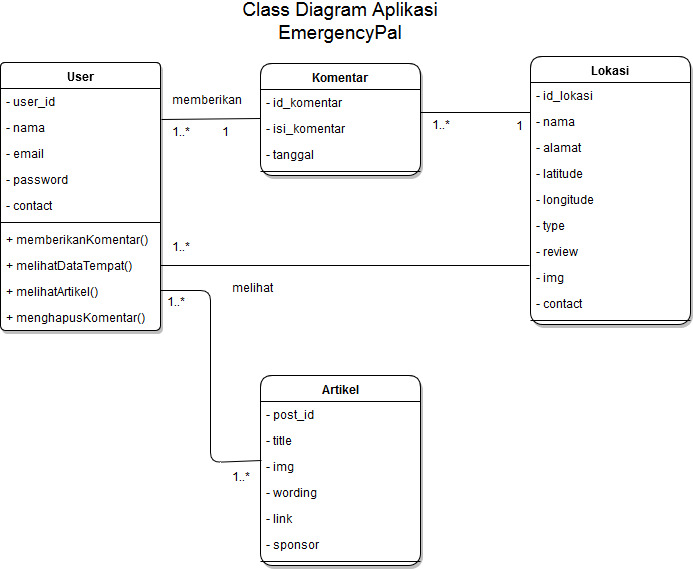 Class Diagram Aplikasi
EmergencyPal
User
- user_id
- nama
- email
- password
- contact
+ memberikanKomentar()
+ melihatDataTempat()
+ melihatArtikel()
+ menghapusKomentar()
memberikan
1..*
1
Komentar
- id_komentar
- isi_komentar
- tanggal
1..*
1
Lokasi
- id_lokasi
- nama
- alamat
- latitude
- longitude
- type
- review
- img
- contact
1..*
melihat
1..*
1..*
Artikel
- post_id
- title
- img
- wording
- link
- sponsor